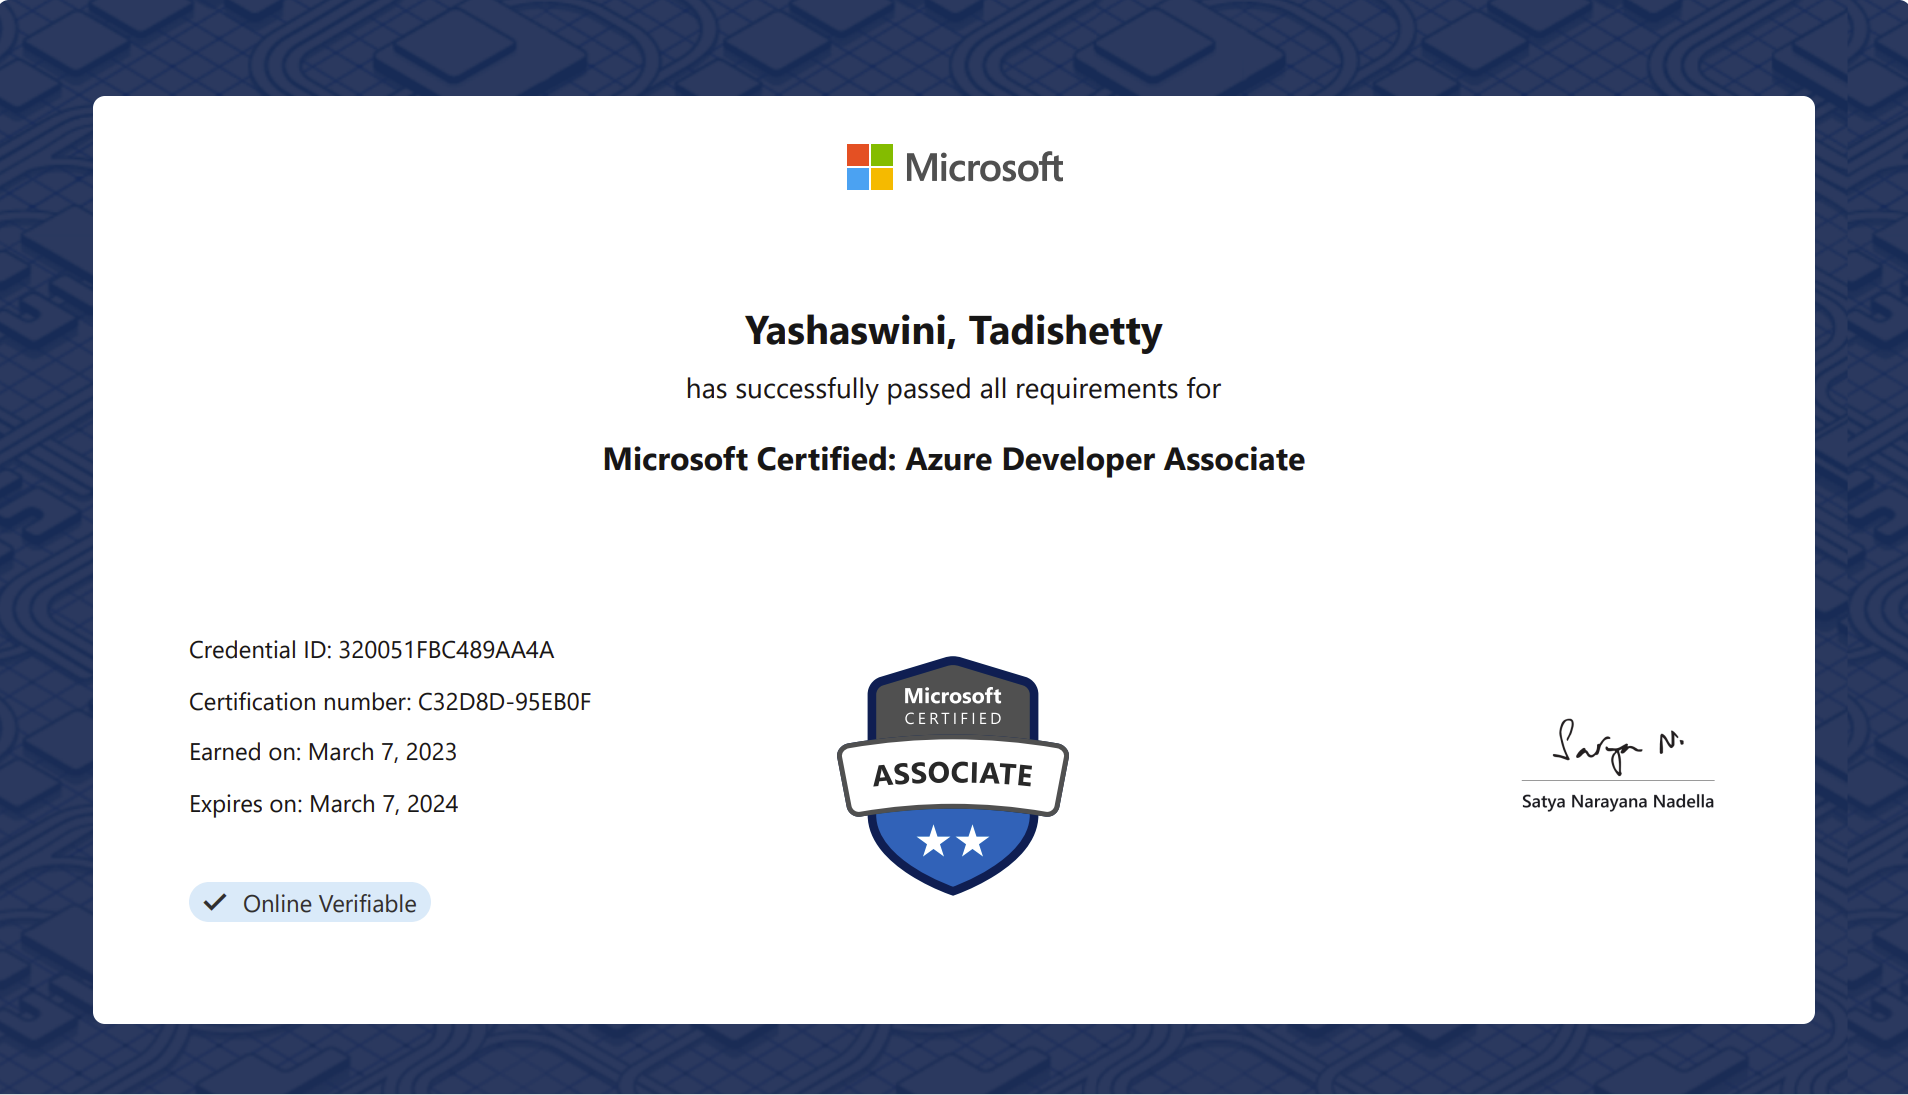 Microsoft
Yashaswini, Tadishetty
has successfully passed all requirements for
Microsoft Certified: Azure Developer Associate
Credential ID: 320051FBC489AA4A
Certification number: C32D8D-95EB0F
Earned on: March 7, 2023
Expires on: March 7, 2024
Online Verifiable
Microsoft
CERTIFIED
ASSOCIATE
Satya N.
Satya Narayana Nadella